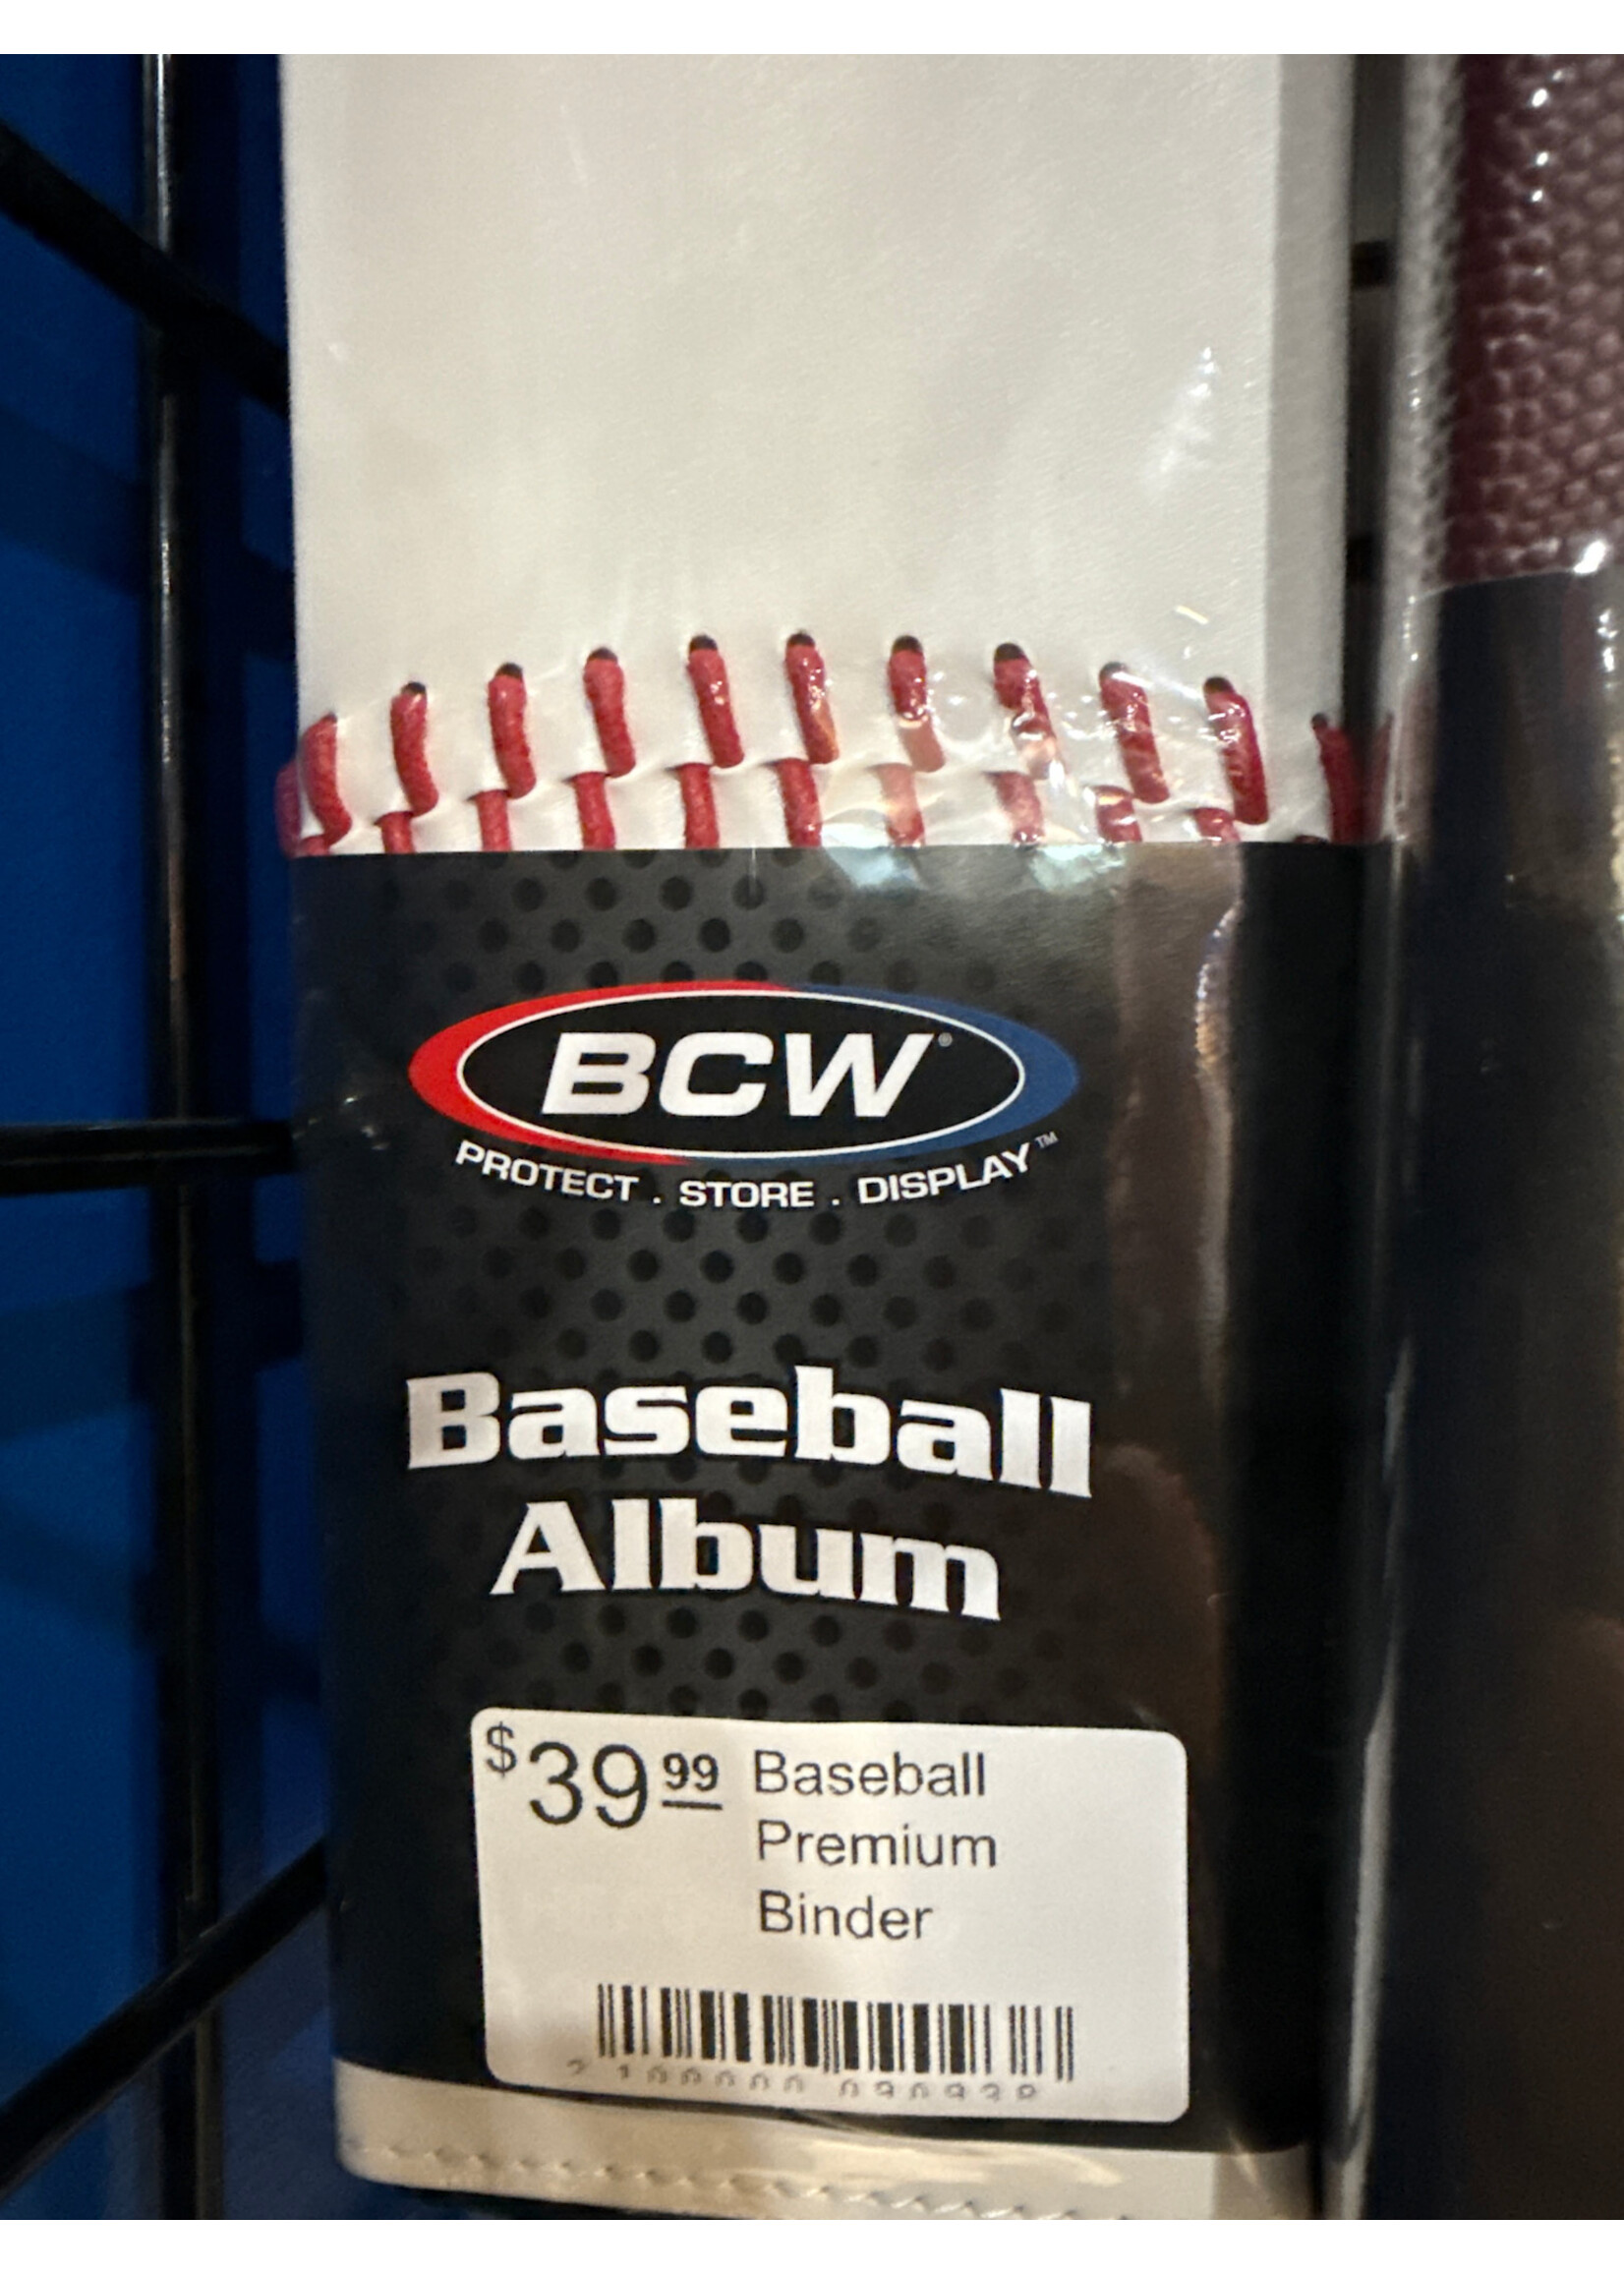 BCW®
PROTECT . STORE . DISPLAY™
Baseball
Album
$39 99 Baseball
Premium
Binder